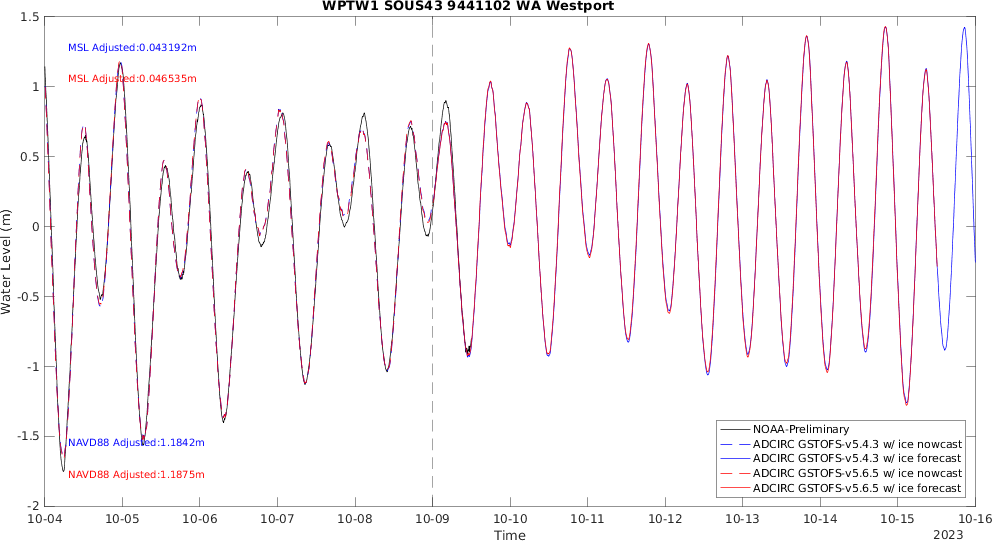 WPTW1 SOUS43 9441102 WA Westport
MSL Adjusted:0.043192m
MSL Adjusted:0.046535m
NAVD88 Adjusted:1.1842m
NAVD88 Adjusted:1.1875m
Water Level (m)
1.5
1
0.5
0
-0.5
-1
-1.5
-2
NOAA-Preliminary
ADCIRC GSTOFS-v5.4.3 w/ ice nowcast
ADCIRC GSTOFS-v5.4.3 w/ ice forecast
ADCIRC GSTOFS-v5.6.5 w/ ice nowcast
ADCIRC GSTOFS-v5.6.5 w/ ice forecast
10-04 10-05 10-06 10-07 10-08 10-09 10-10 10-11 10-12 10-13 10-14 10-15 10-16
Time
2023